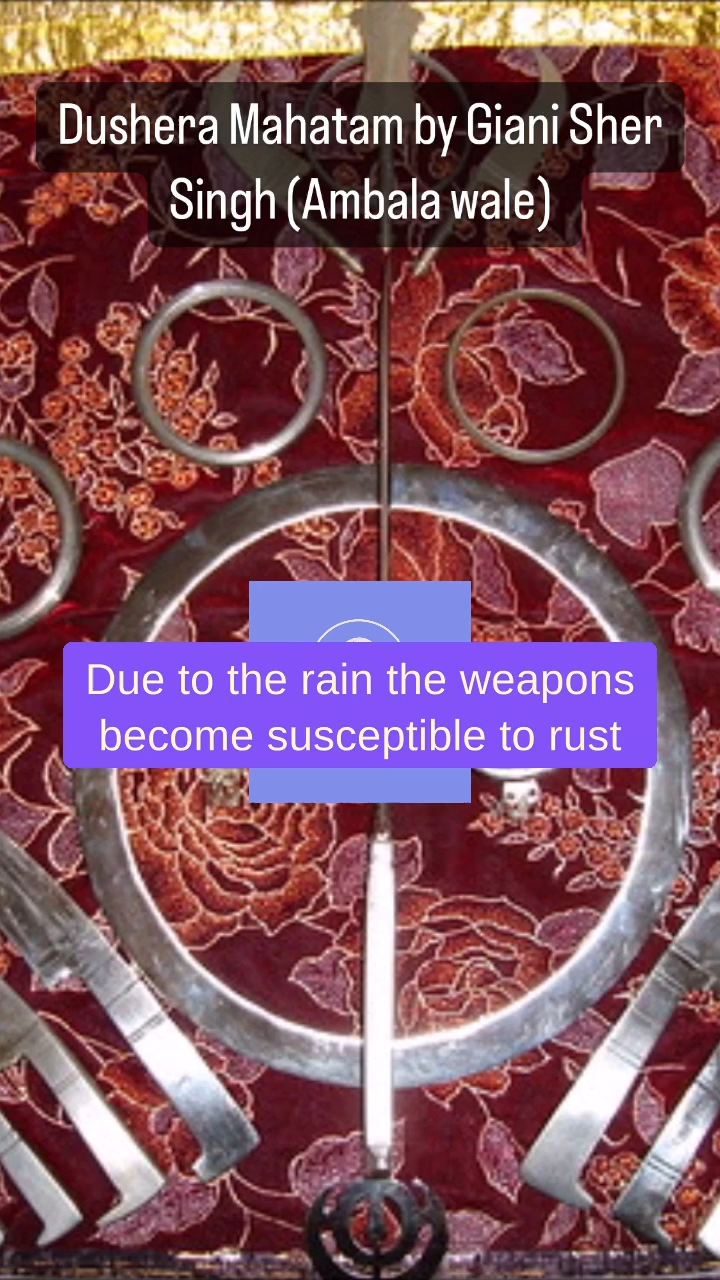 Dushera Mahatam by Giani Sher
Singh (Ambala wale)
Due to the rain the weapons
become susceptible to rust